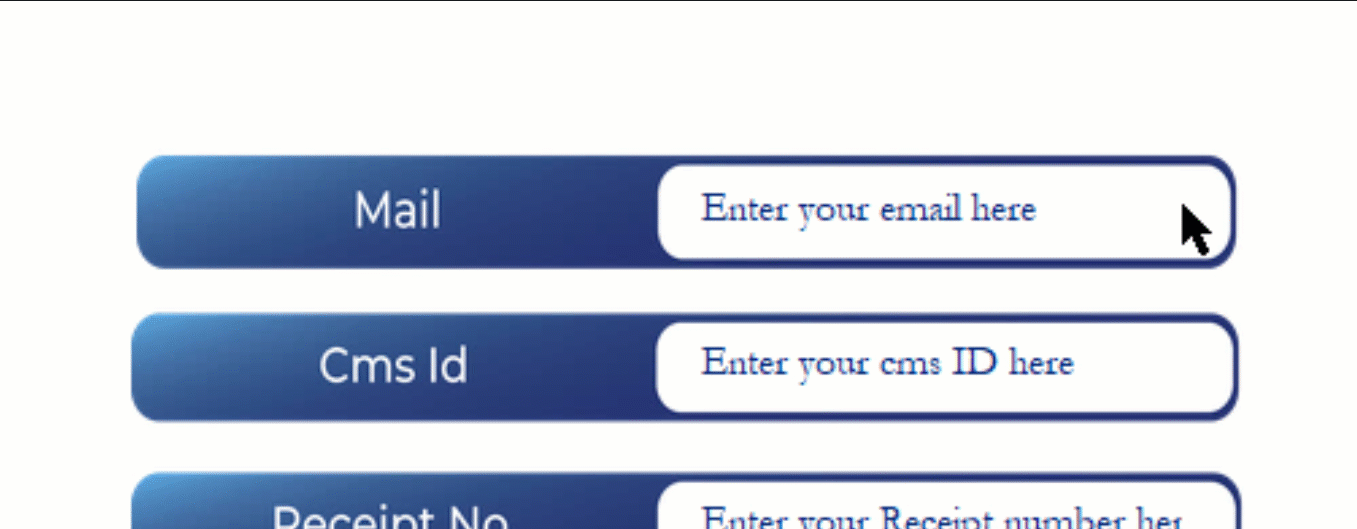 Mail
Enter your email here
Cms Id
Enter your cms ID here
Receipt No
Enter your Receipt number her